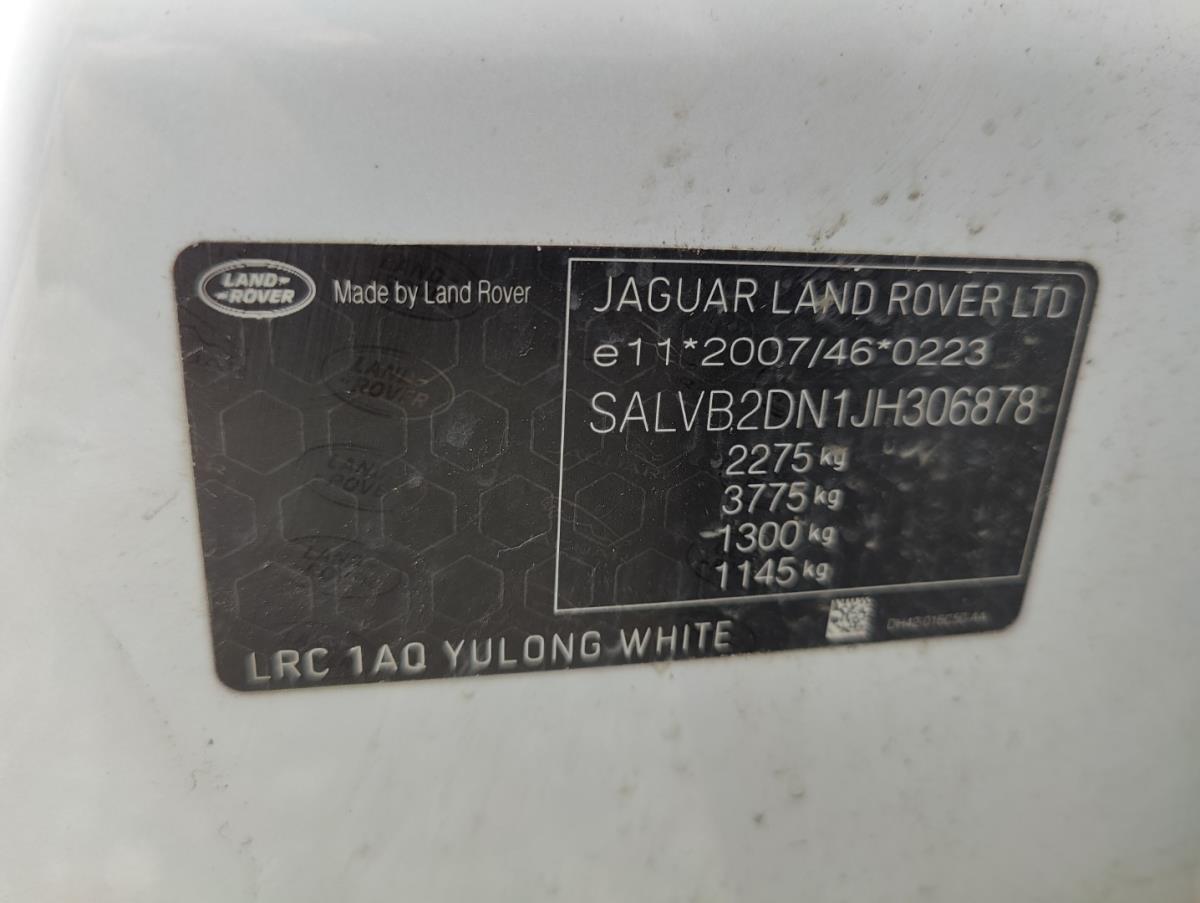 LAND ROVER
Made by Land Rover
JAGUAR LAND ROVER LTD
e11*2007/46*0223
SALVB2DN1JH306878
2275 kg
3775 kg
1300 kg
1145 kg
LRC 1AQ YULONG WHITE